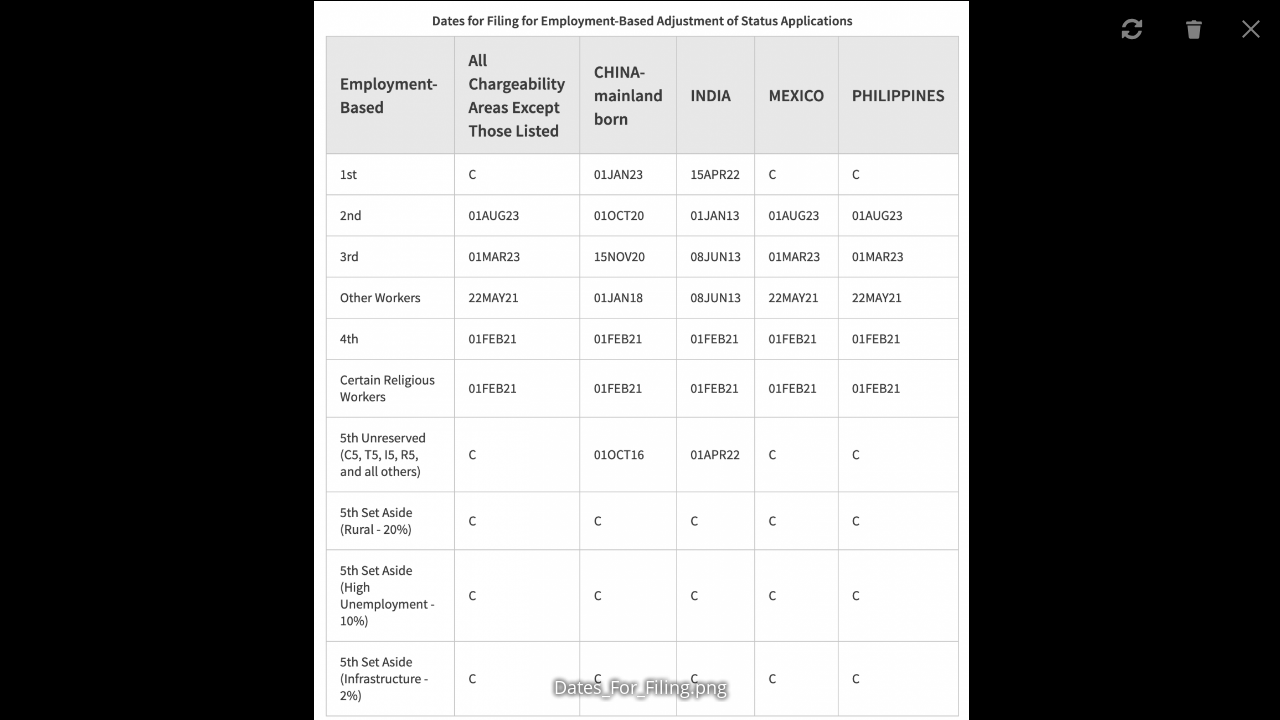 Dates for Filing for Employment-Based Adjustment of Status Applications
Employment-
Based
All
Chargeability
Areas Except
Those Listed
CHINA-
mainland
born
INDIA
MEXICO
PHILIPPINES
1st C 01JAN23 15APR22 C C
2nd 01AUG23 01OCT20 01JAN13 01AUG23 01AUG23
3rd 01MAR23 15NOV20 08JUN13 01MAR23 01MAR23
Other Workers 22MAY21 01JAN18 08JUN13 22MAY21 22MAY21
4th 01FEB21 01FEB21 01FEB21 01FEB21 01FEB21
Certain Religious
Workers
01FEB21 01FEB21 01FEB21 01FEB21 01FEB21
5th Unreserved
(C5, T5, I5, R5,
and all others)
C 01OCT16 01APR22 C C
5th Set Aside
(Rural - 20%)
C C C C C
5th Set Aside
(High
Unemployment -
10%)
C C C C C
5th Set Aside
(Infrastructure -
2%)
C C C C C
Dates_For_Filing.png